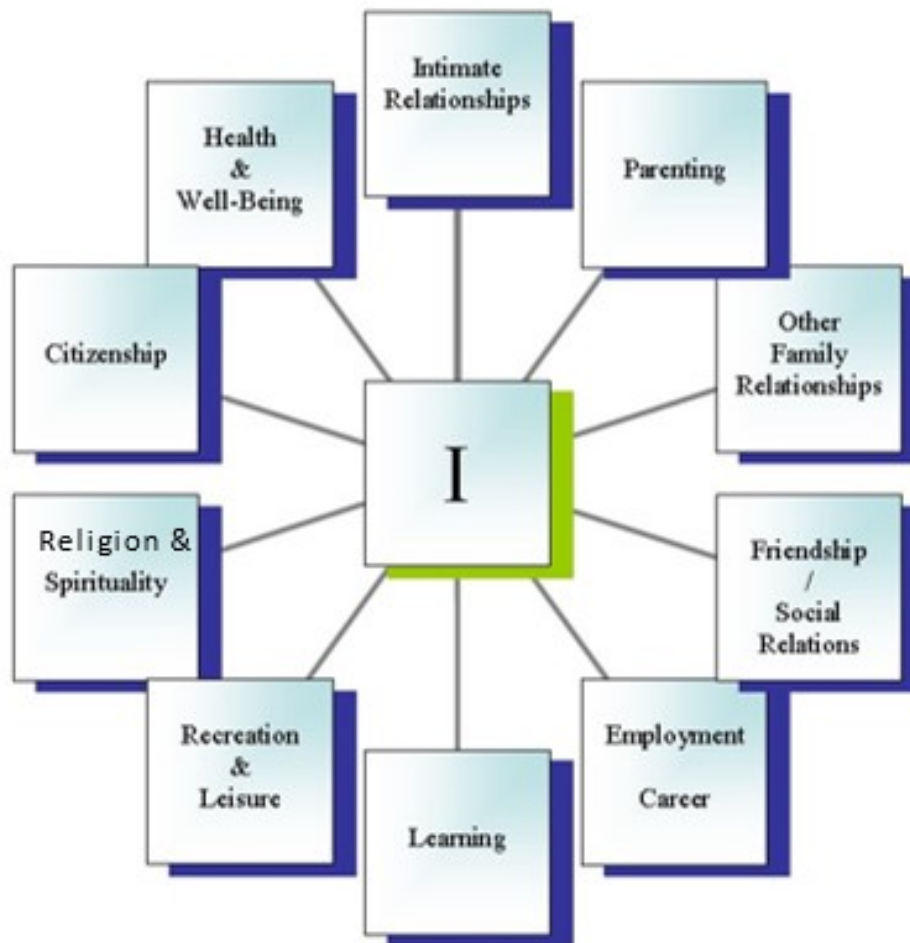 Intimate
Relationships
Health
&
Well-Being
Parenting
Citizenship
Other
Family
Relationships
I
Religion &
Spirituality
Friendship
/
Social
Relations
Recreation
&
Leisure
Employment
Career
Learning